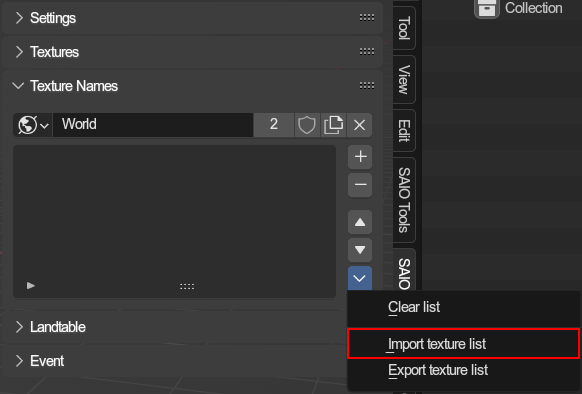 Settings
Textures
Texture Names
World
2
Landtable
Event
Clear list
Import texture list
Export texture list
Tool
View
Edit
SAIO Tools
SAIO
Collection